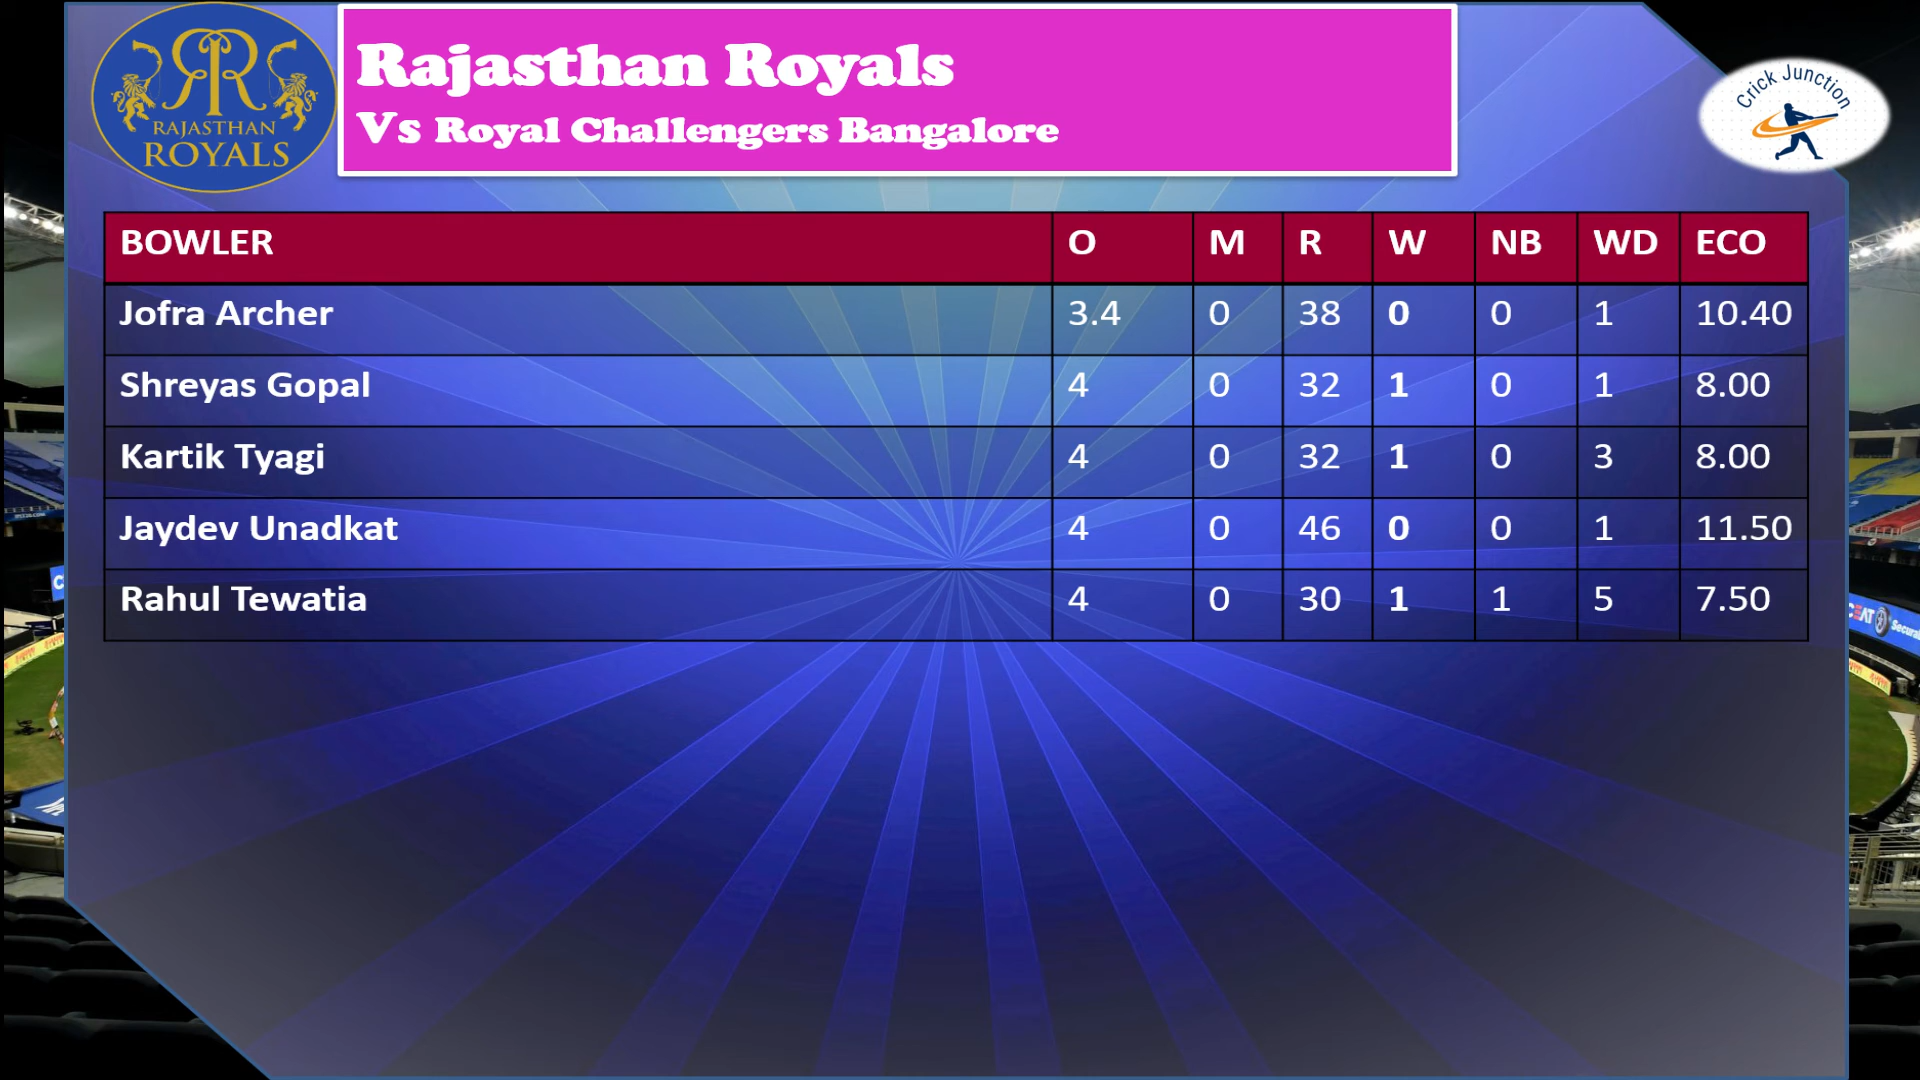 RAJASTHAN
ROYALS
Rajasthan Royals
Vs Royal Challengers Bangalore
Crick Junction
BOWLER O M R W NB WD ECO
Jofra Archer 3.4 0 38 0 0 1 10.40
Shreyas Gopal 4 0 32 1 0 1 8.00
Kartik Tyagi 4 0 32 1 0 3 8.00
Jaydev Unadkat 4 0 46 0 0 1 11.50
Rahul Tewatia 4 0 30 1 1 5 7.50